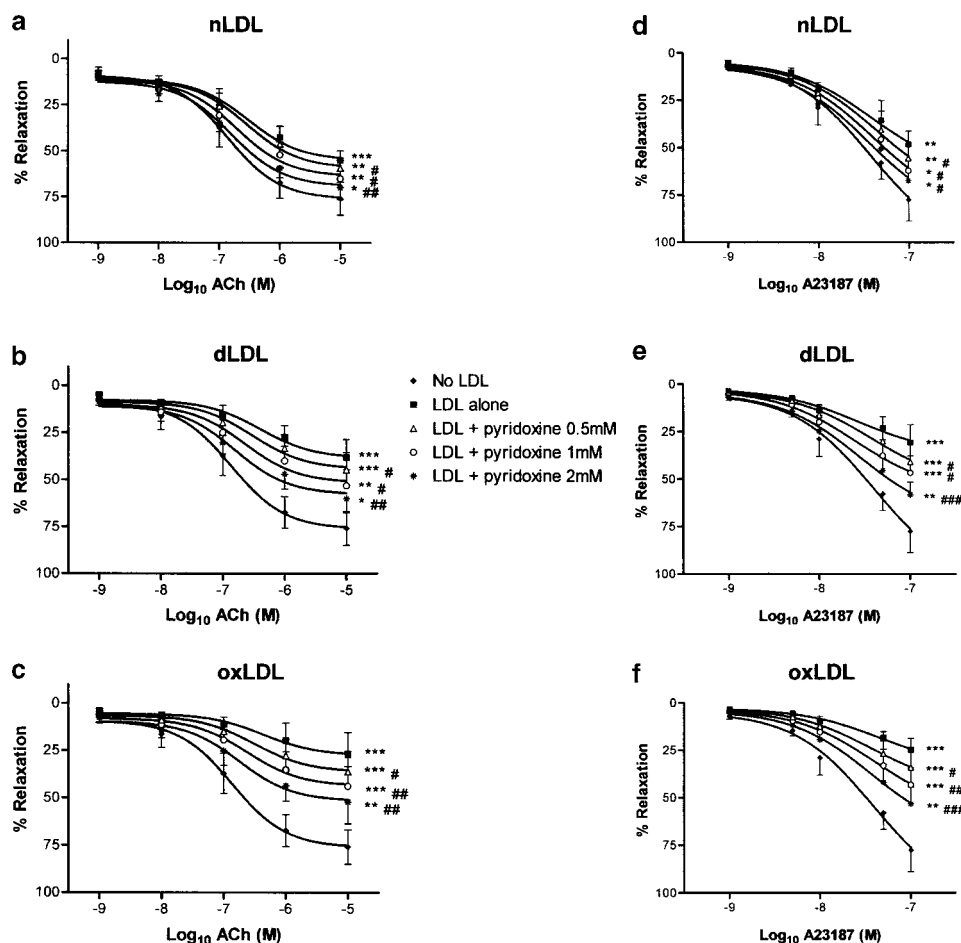 a
nLDL
0
25
50
75
100
% Relaxation
-9 -8 -7 -6 -5
Log10 ACh (M)
***
** #
** #
* ##
d
nLDL
0
25
50
75
100
% Relaxation
-9 -8 -7
Log10 A23187 (M)
**
** #
* #
* #
b
dLDL
0
25
50
75
100
% Relaxation
-9 -8 -7 -6 -5
Log10 ACh (M)
***
*** #
** #
* ##
No LDL
LDL alone
LDL + pyridoxine 0.5mM
LDL + pyridoxine 1mM
LDL + pyridoxine 2mM
e
dLDL
0
25
50
75
100
% Relaxation
-9 -8 -7
Log10 A23187 (M)
***
*** #
*** #
** ###
c
oxLDL
0
25
50
75
100
% Relaxation
-9 -8 -7 -6 -5
Log10 ACh (M)
***
*** #
*** ##
** ##
f
oxLDL
0
25
50
75
100
% Relaxation
-9 -8 -7
Log10 A23187 (M)
***
*** #
*** ##
** ###